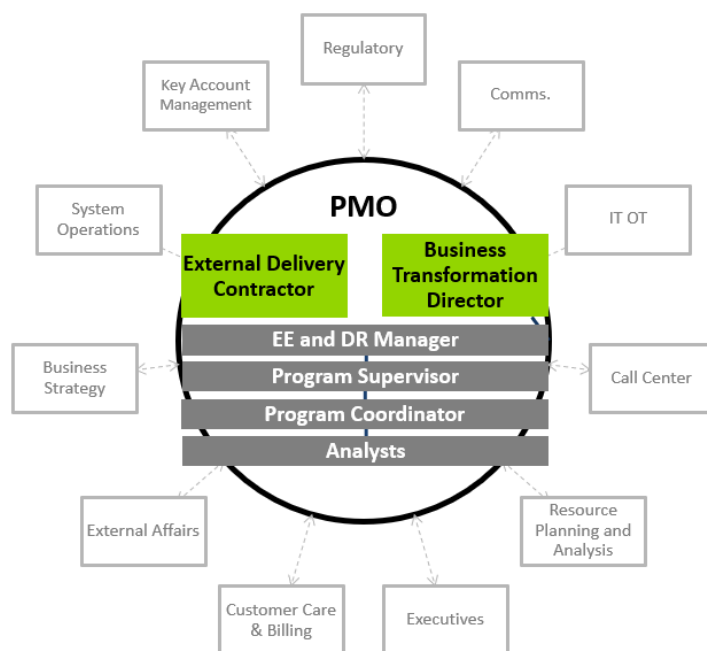 Regulatory
Key Account
Management
Comms.
PMO
System
Operations
IT OT
External Delivery
Contractor
Business
Transformation
Director
EE and DR Manager
Program Supervisor
Program Coordinator
Analysts
Business
Strategy
Call Center
External Affairs
Resource
Planning and
Analysis
Customer Care
& Billing
Executives